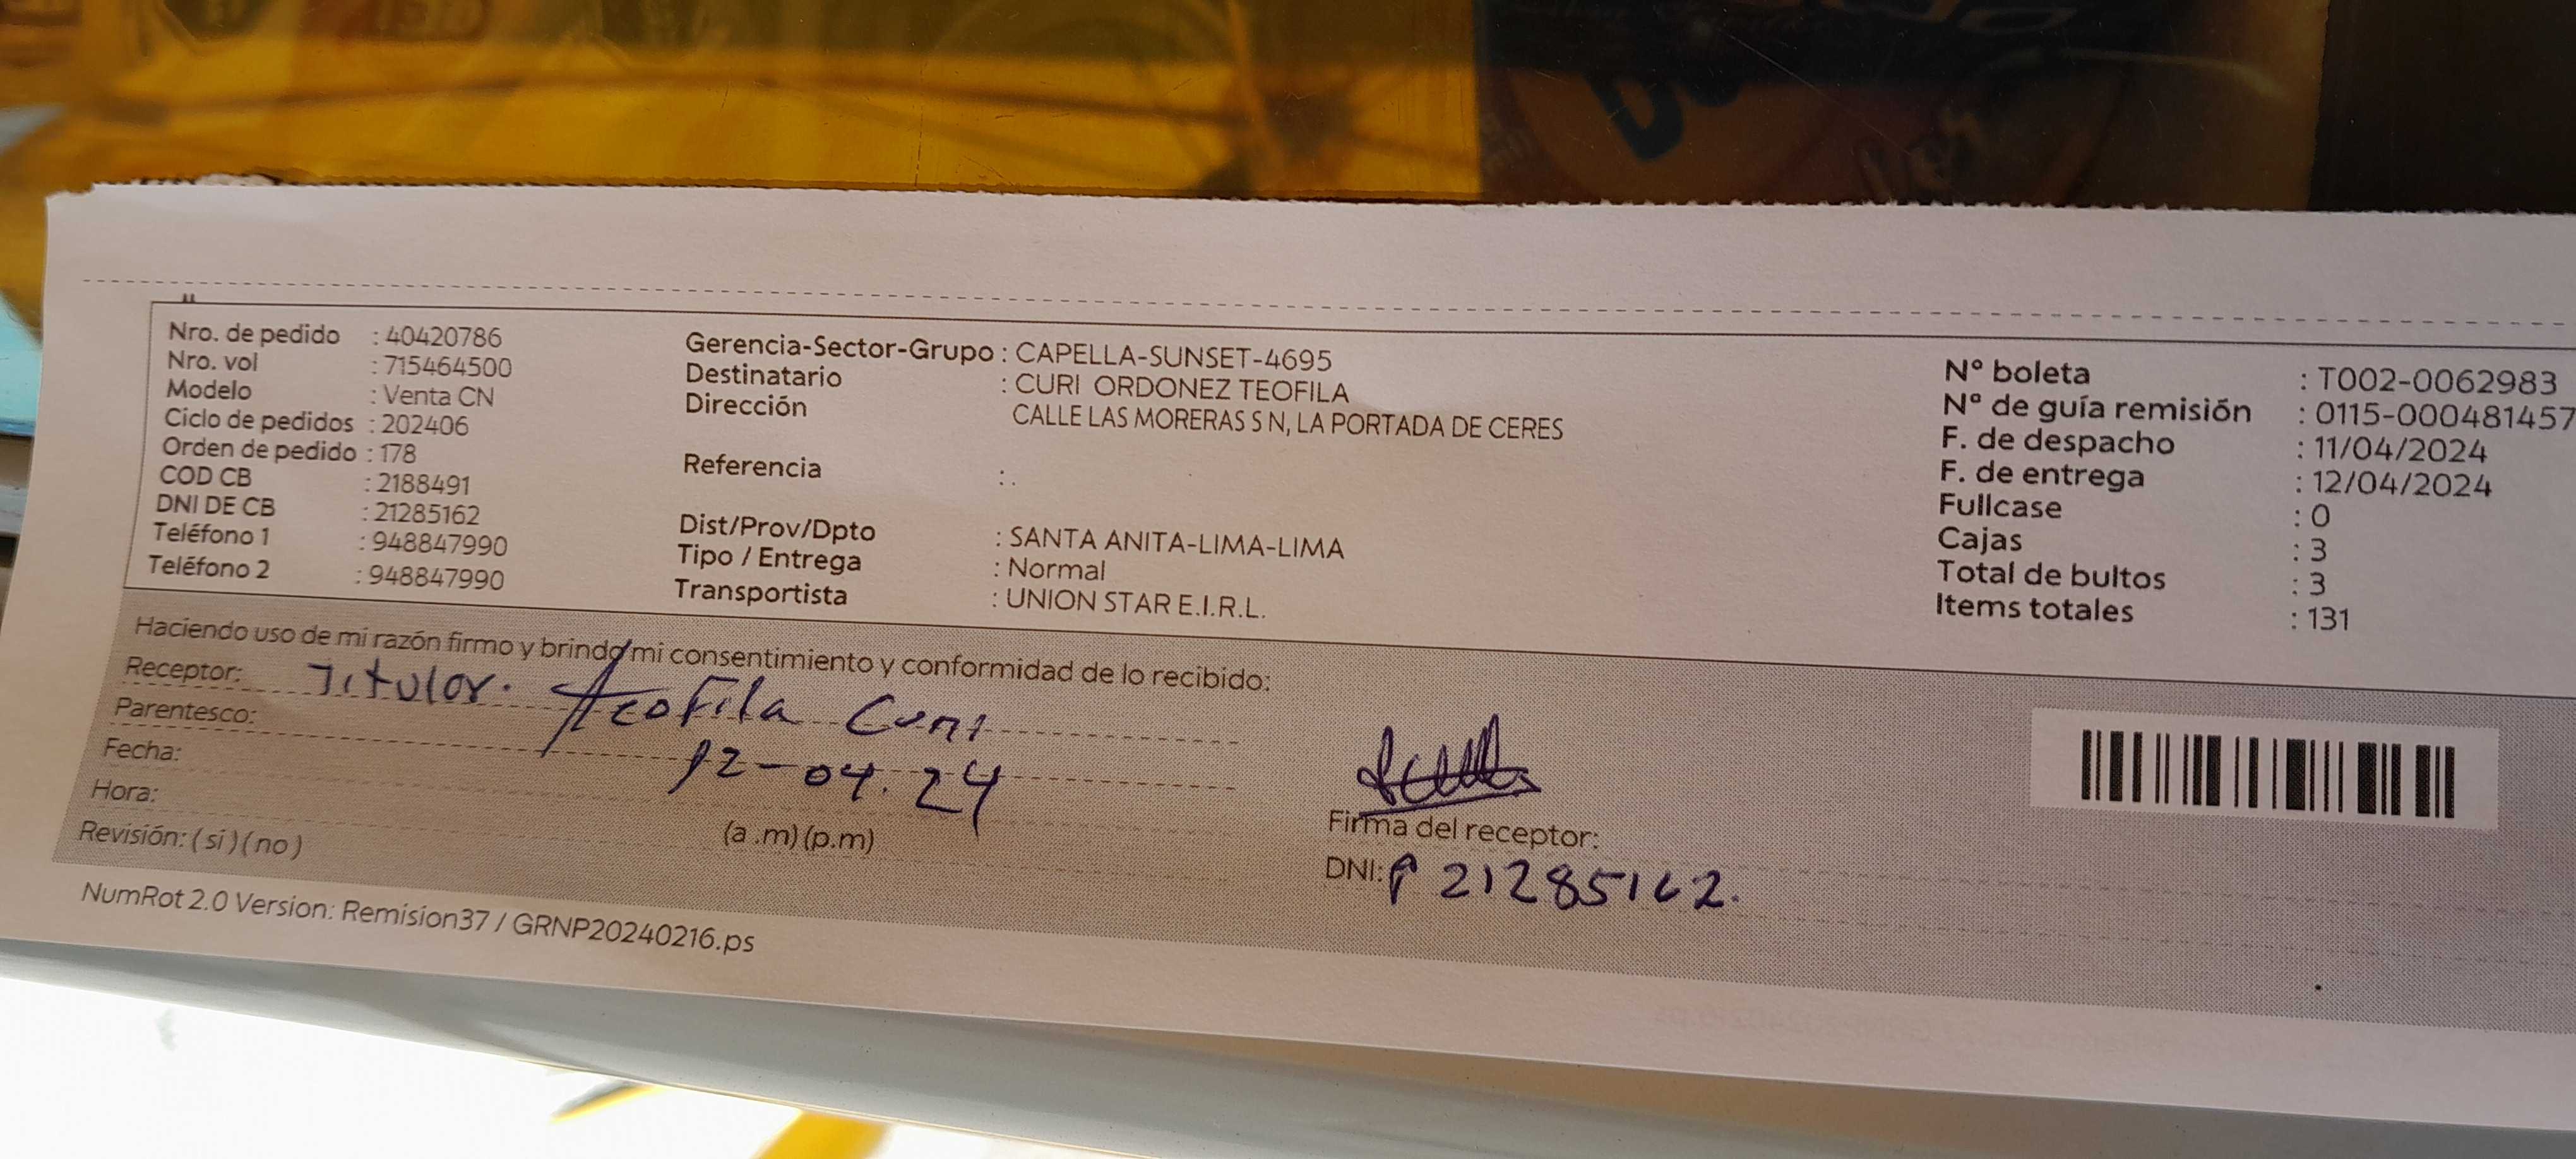 Nro. de pedido : 40420786
Nro. vol : 715464500
Modelo : Venta CN
Ciclo de pedidos : 202406
Orden de pedido : 178
COD CB : 2188491
DNI DE CB : 21285162
Teléfono 1 : 948847990
Teléfono 2 : 948847990
Gerencia-Sector-Grupo : CAPELLA-SUNSET-4695
Destinatario : CURI ORDONEZ TEOFILA
Dirección CALLE LAS MORERAS S N, LA PORTADA DE CERES
Referencia : .
Dist/Prov/Dpto : SANTA ANITA-LIMA-LIMA
Tipo / Entrega : Normal
Transportista : UNION STAR E.I.R.L.
N° boleta : T002-0062983
N° de guía remisión : 0115-000481457
F. de despacho : 11/04/2024
F. de entrega : 12/04/2024
Fullcase : 0
Cajas : 3
Total de bultos : 3
Items totales : 131
Haciendo uso de mi razón firmo y brindo mi consentimiento y conformidad de lo recibido:
Receptor: Titular. Teofila Curi
Parentesco:
Fecha: 12-04.24
Hora: (a .m) (p.m)
Revisión: ( si ) ( no )
Firma del receptor:
DNI: 21285162.
NumRot 2.0 Version: Remision37 / GRNP20240216.ps